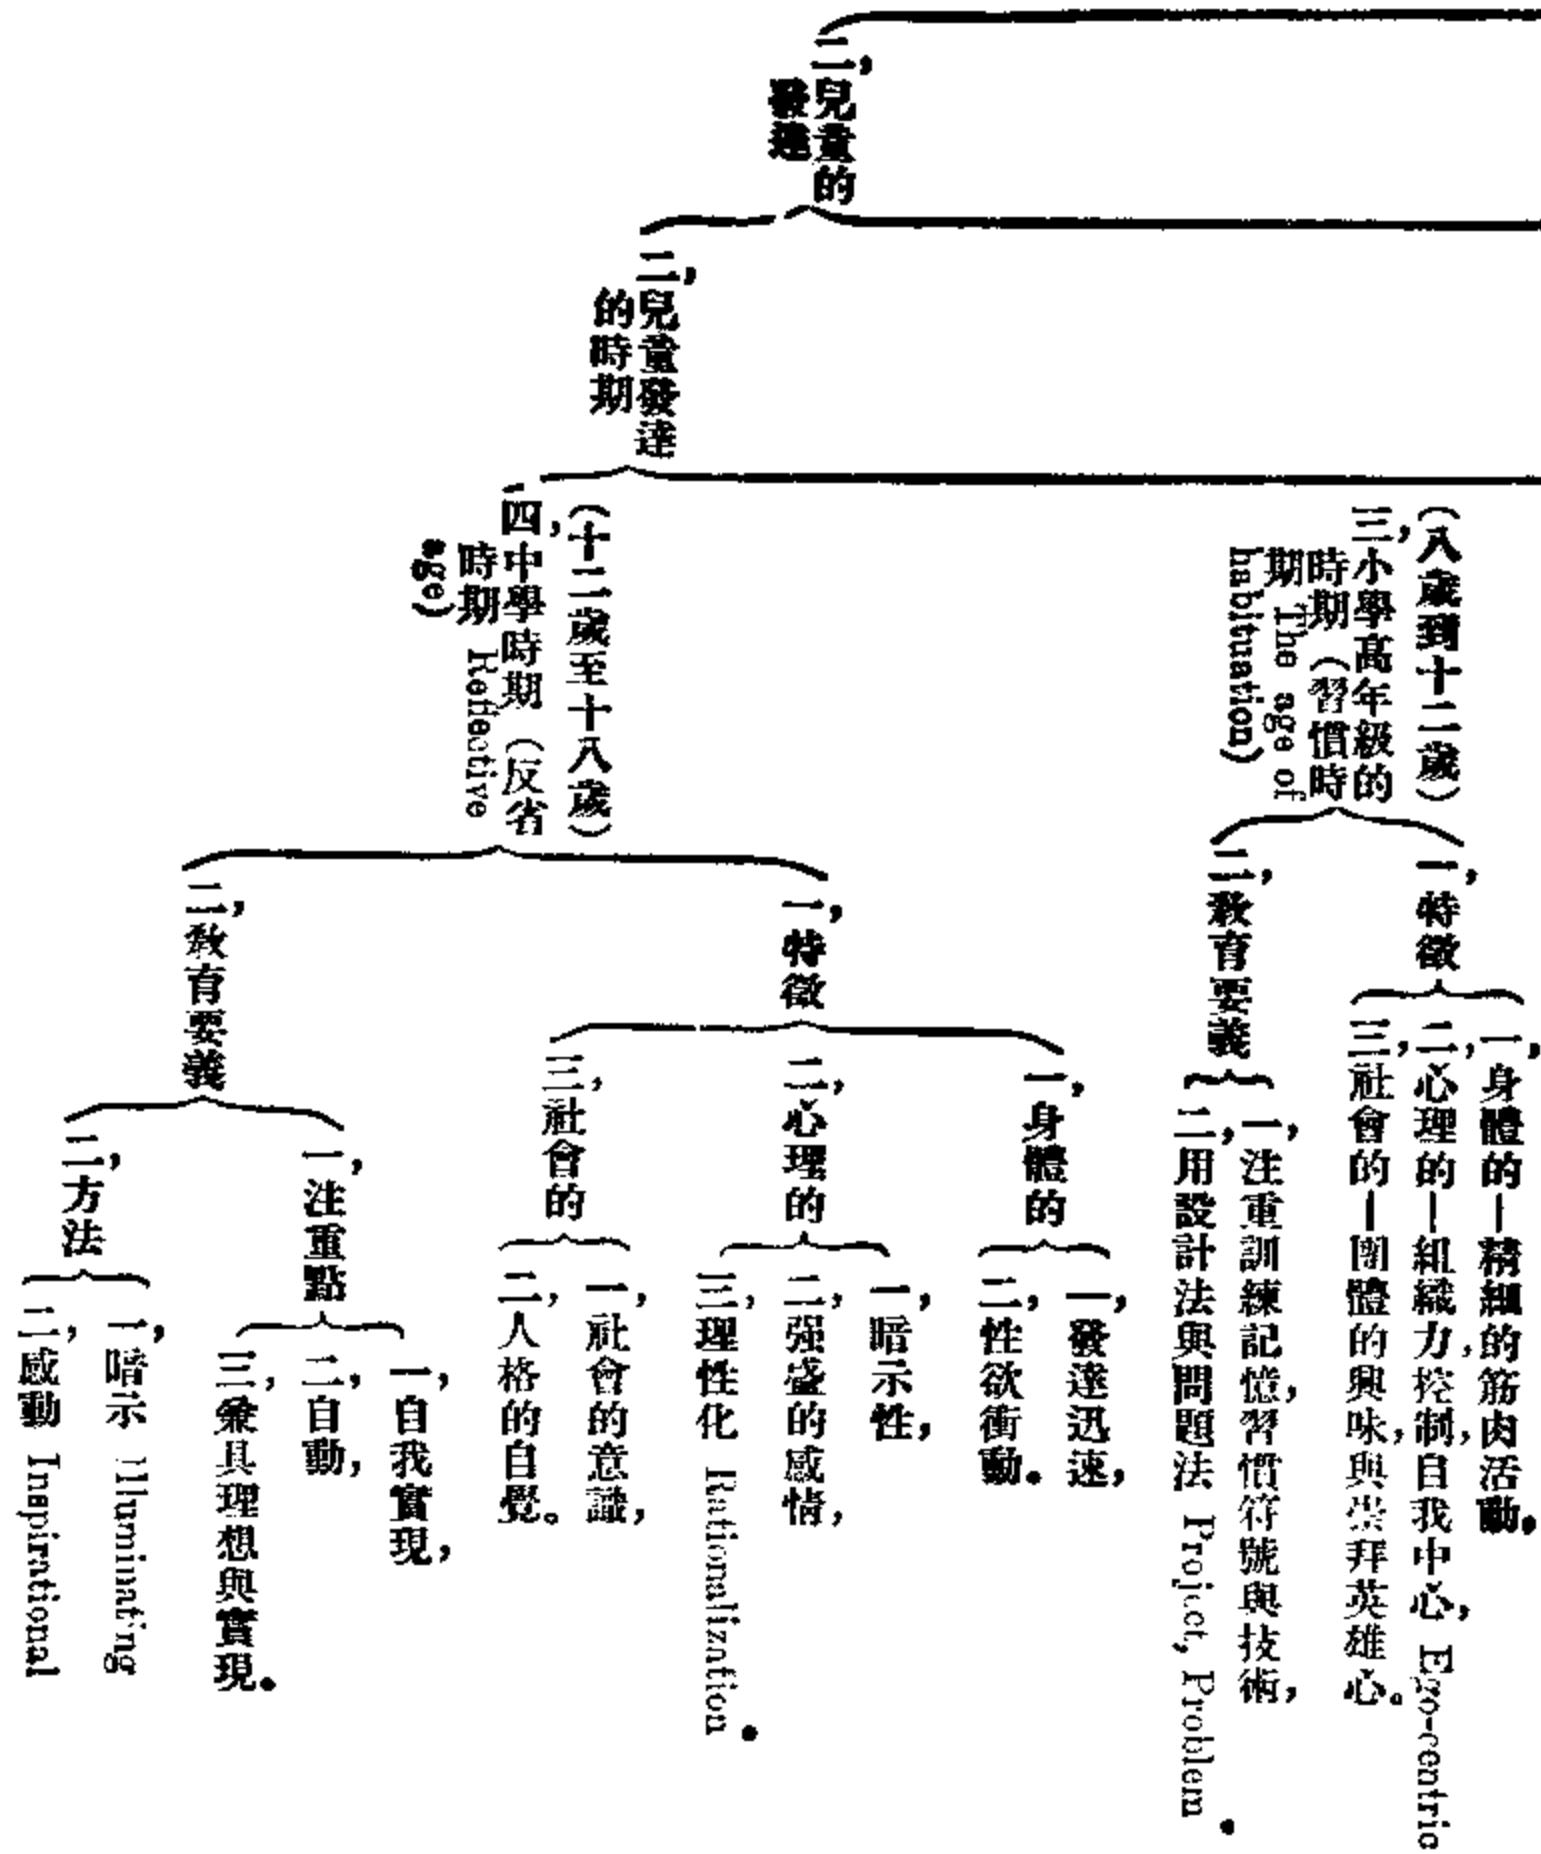 二，兒童的
發達
二，兒童發達
的時期
（八歲到十二歲）
三，小學高年級的
時期（習慣時
期 The age of
habituation)
一，特徵
一，身體的—精細的筋肉活動。
二，心理的—組織力，控制，自我中心，Ego-centric
三，社會的—團體的興味，與崇拜英雄心。
二，教育要義
一，注重訓練記憶，習慣符號與技術，
二，用設計法與問題法 Project, Problem.
（十二歲至十八歲）
四，中學時期（反省
時期 Reflective
age)
一，特徵
一，身體的
一，發達迅速，
二，性欲衝動。
二，心理的
一，暗示性，
二，强盛的感情，
三，理性化 Rationalization.
三，社會的
一，社會的意識，
二，人格的自覺。
二，教育要義
一，注重點
一，自我實現，
二，自動，
三，兼具理想與實現。
二，方法
一，暗示 Illuminating
二，感動 Inspirational